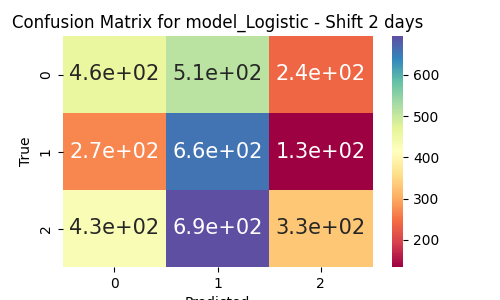 Confusion Matrix for model_Logistic - Shift 2 days
True
0 4.6e+02 5.1e+02 2.4e+02
1 2.7e+02 6.6e+02 1.3e+02
2 4.3e+02 6.9e+02 3.3e+02
0 1 2
Predicted
600
500
400
300
200